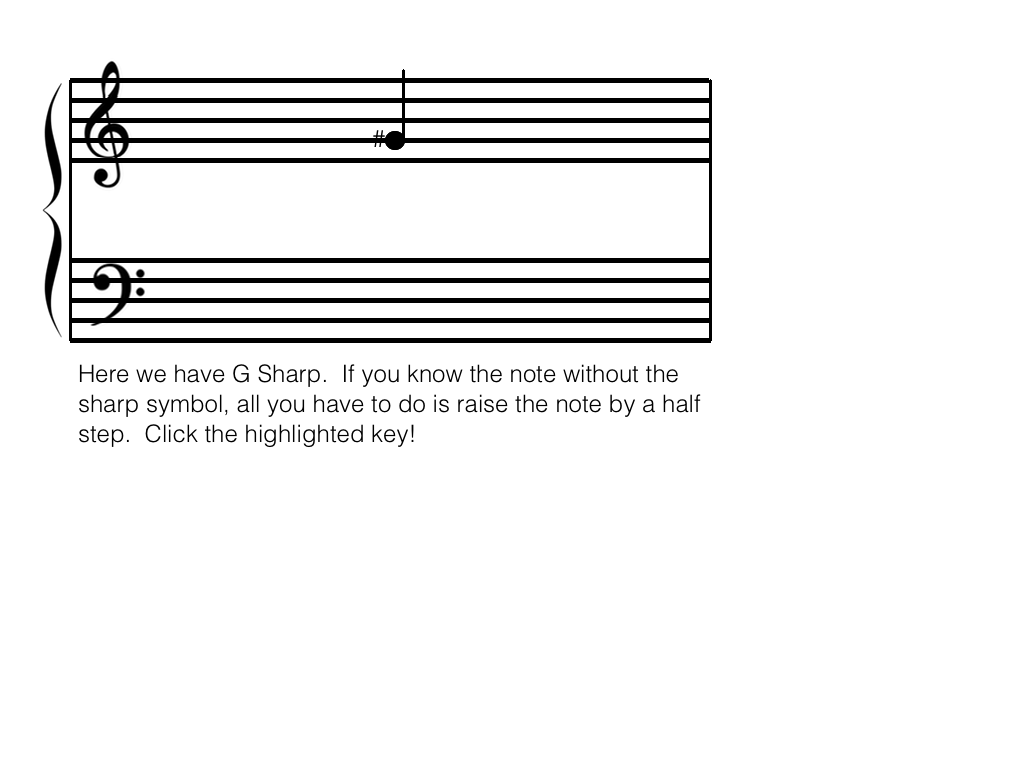 #
Here we have G Sharp.  If you know the note without the
sharp symbol, all you have to do is raise the note by a half
step.  Click the highlighted key!